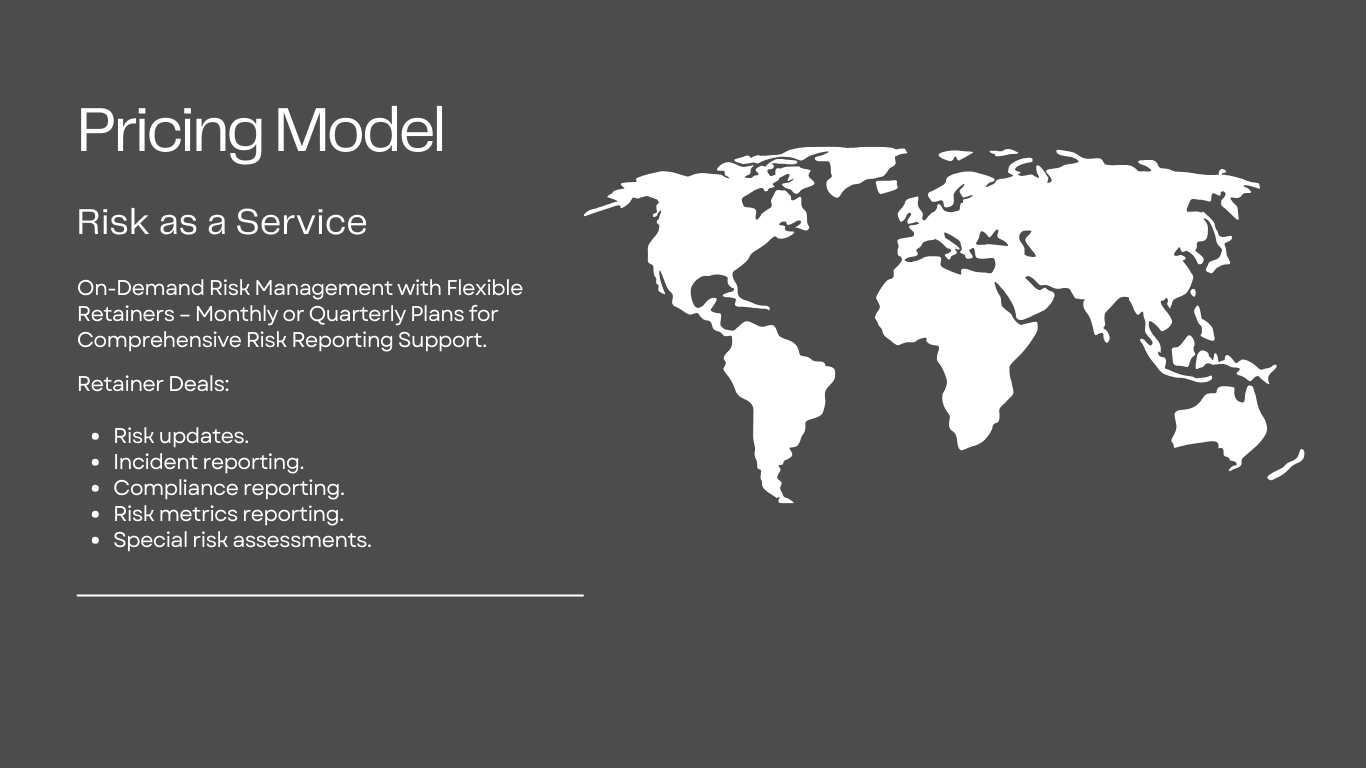 Pricing Model
Risk as a Service
On-Demand Risk Management with Flexible
Retainers – Monthly or Quarterly Plans for
Comprehensive Risk Reporting Support.
Retainer Deals:
• Risk updates.
• Incident reporting.
• Compliance reporting.
• Risk metrics reporting.
• Special risk assessments.